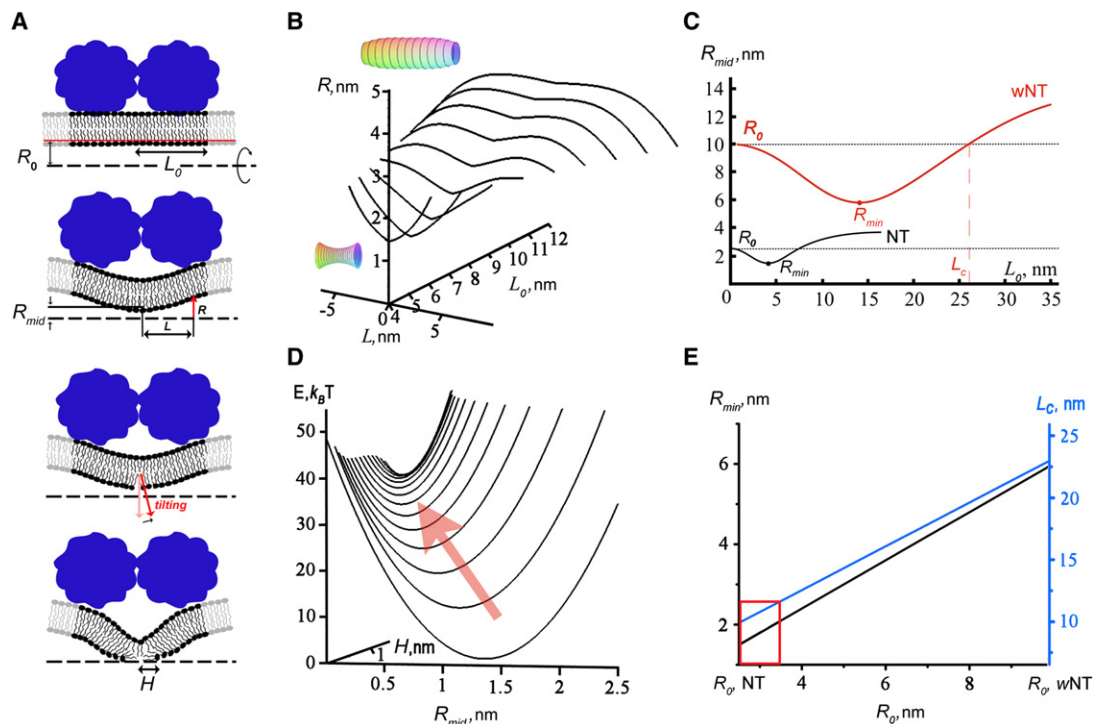 A
R0
L0
Rmid
L
R
tilting
H
B
R, nm
5
4
3
2
1
0
-5
5
L, nm
4
5
6
7
8
9
10
11
12
L0, nm
C
Rmid, nm
14
12
10
8
6
4
2
R0
Rmin
wNT
R0
Rmin
NT
Lc
L0, nm
0
5
10
15
20
25
30
35
D
E, kBT
50
40
30
20
10
0
H, nm
1
0.5
1
1.5
2.0
2.5
Rmid, nm
E
Rmin, nm
6
4
2
Lc, nm
25
20
15
10
R0, NT
4
6
8
R0, wNT
R0, nm